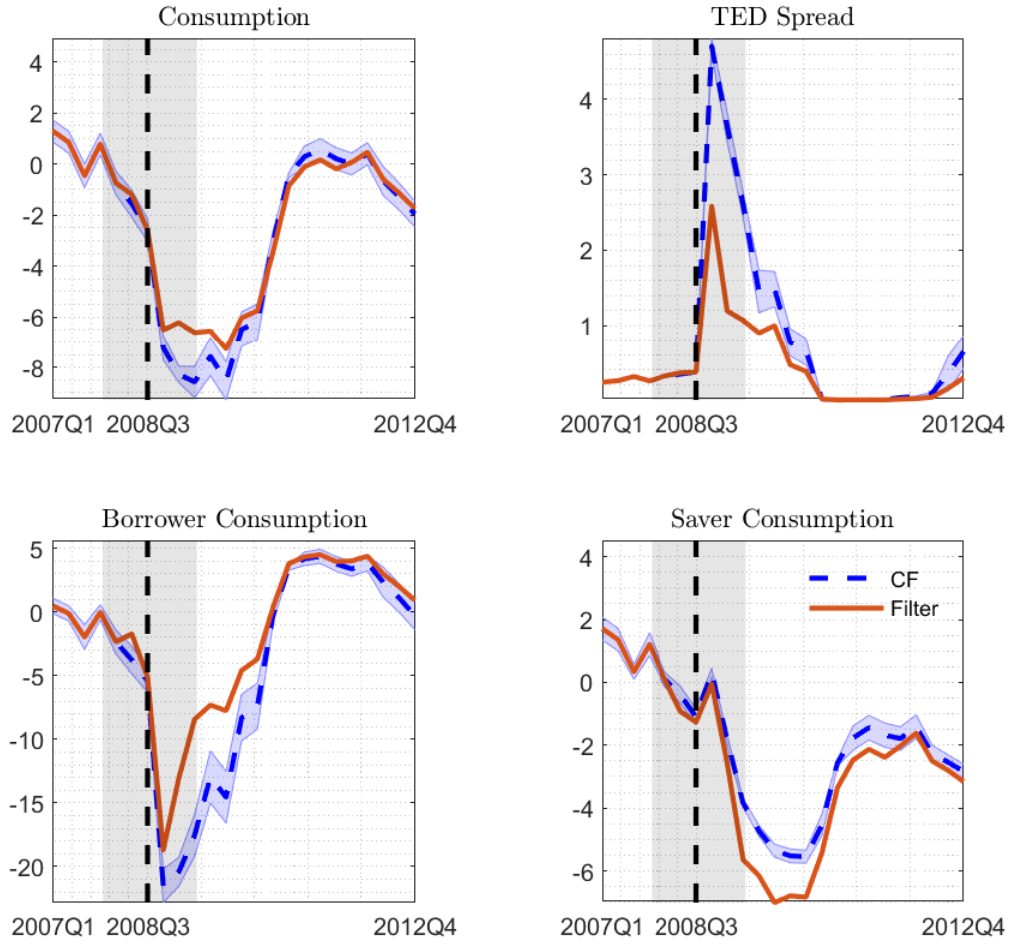 Consumption
4
2
0
-2
-4
-6
-8
2007Q1 2008Q3 2012Q4
TED Spread
4
3
2
1
2007Q1 2008Q3 2012Q4
Borrower Consumption
5
0
-5
-10
-15
-20
2007Q1 2008Q3 2012Q4
Saver Consumption
4
2
0
-2
-4
-6
CF
Filter
2007Q1 2008Q3 2012Q4